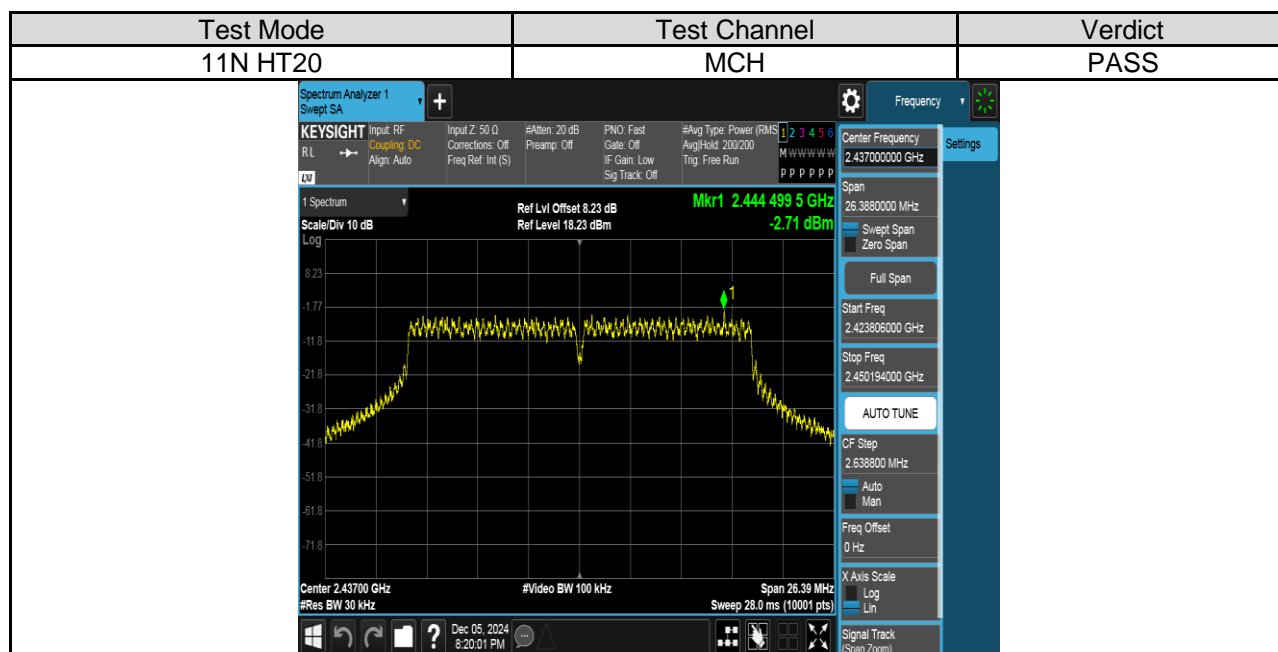 Test Mode Test Channel Verdict
11N HT20 MCH PASS
Spectrum Analyzer 1
Swept SA
+
Frequency
KEYSIGHT
RL
LXI
Input: RF
Coupling: DC
Align: Auto
Input Z: 50 Ω
Corrections: Off
Freq Ref: Int (S)
#Atten: 20 dB
Preamp: Off
PNO: Fast
Gate: Off
IF Gain: Low
Sig Track: Off
#Avg Type: Power (RMS
Avg|Hold: 200/200
Trig: Free Run
1 2 3 4 5 6
M W W W W W
P P P P P P
Center Frequency
2.437000000 GHz
Settings
Span
26.3880000 MHz
Swept Span
Zero Span
Full Span
Start Freq
2.423806000 GHz
Stop Freq
2.450194000 GHz
AUTO TUNE
CF Step
2.638800 MHz
Auto
Man
Freq Offset
0 Hz
X Axis Scale
Log
Lin
Signal Track
(Span Zoom)
1 Spectrum
Scale/Div 10 dB
Log
Ref Lvl Offset 8.23 dB
Ref Level 18.23 dBm
Mkr1 2.444 499 5 GHz
-2.71 dBm
1
8.23
-1.77
-11.8
-21.8
-31.8
-41.8
-51.8
-61.8
-71.8
Center 2.43700 GHz #Video BW 100 kHz Span 26.39 MHz
#Res BW 30 kHz Sweep 28.0 ms (10001 pts)
?
Dec 05, 2024
8:20:01 PM